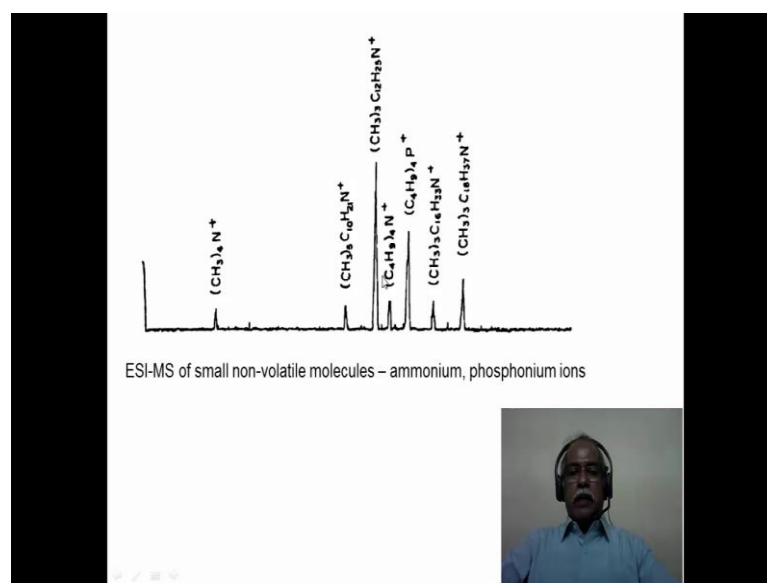 (CH₃)₄N⁺
(CH₃)₃C₁₀H₂₁N⁺
(CH₃)₃C₁₂H₂₅N⁺
(C₄H₉)₄N⁺
(C₄H₉)₄P⁺
(CH₃)₃C₁₆H₃₃N⁺
(CH₃)₃C₁₈H₃₇N⁺
ESI-MS of small non-volatile molecules – ammonium, phosphonium ions